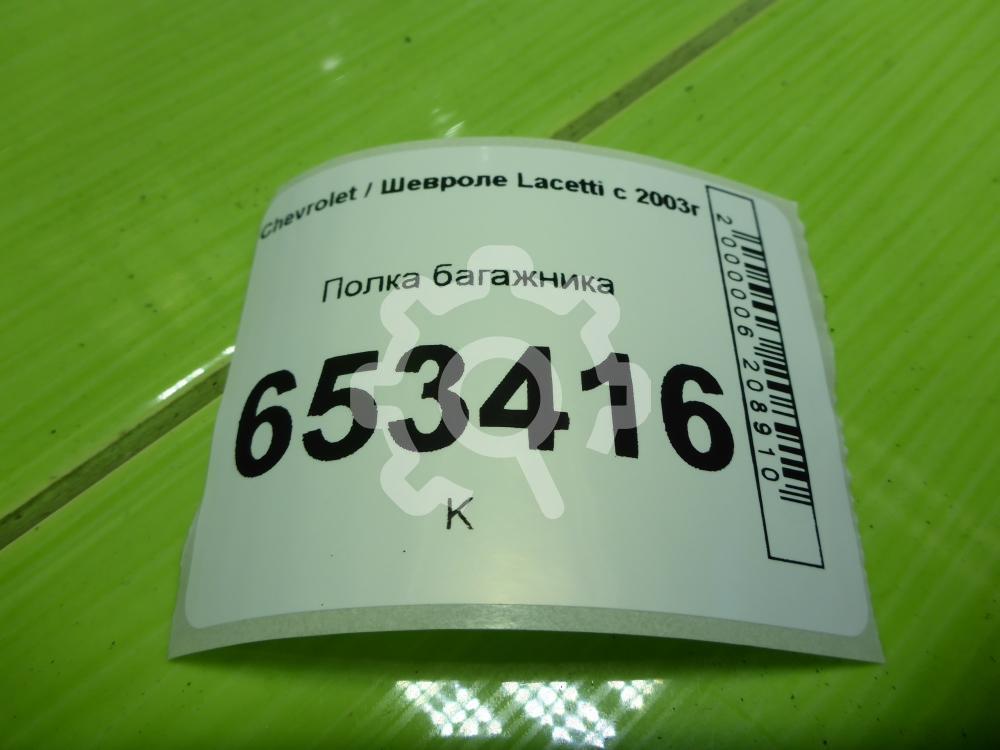 Chevrolet / Шевроле Lacetti с 2003г
Полка багажника
653416
К
2000006208910